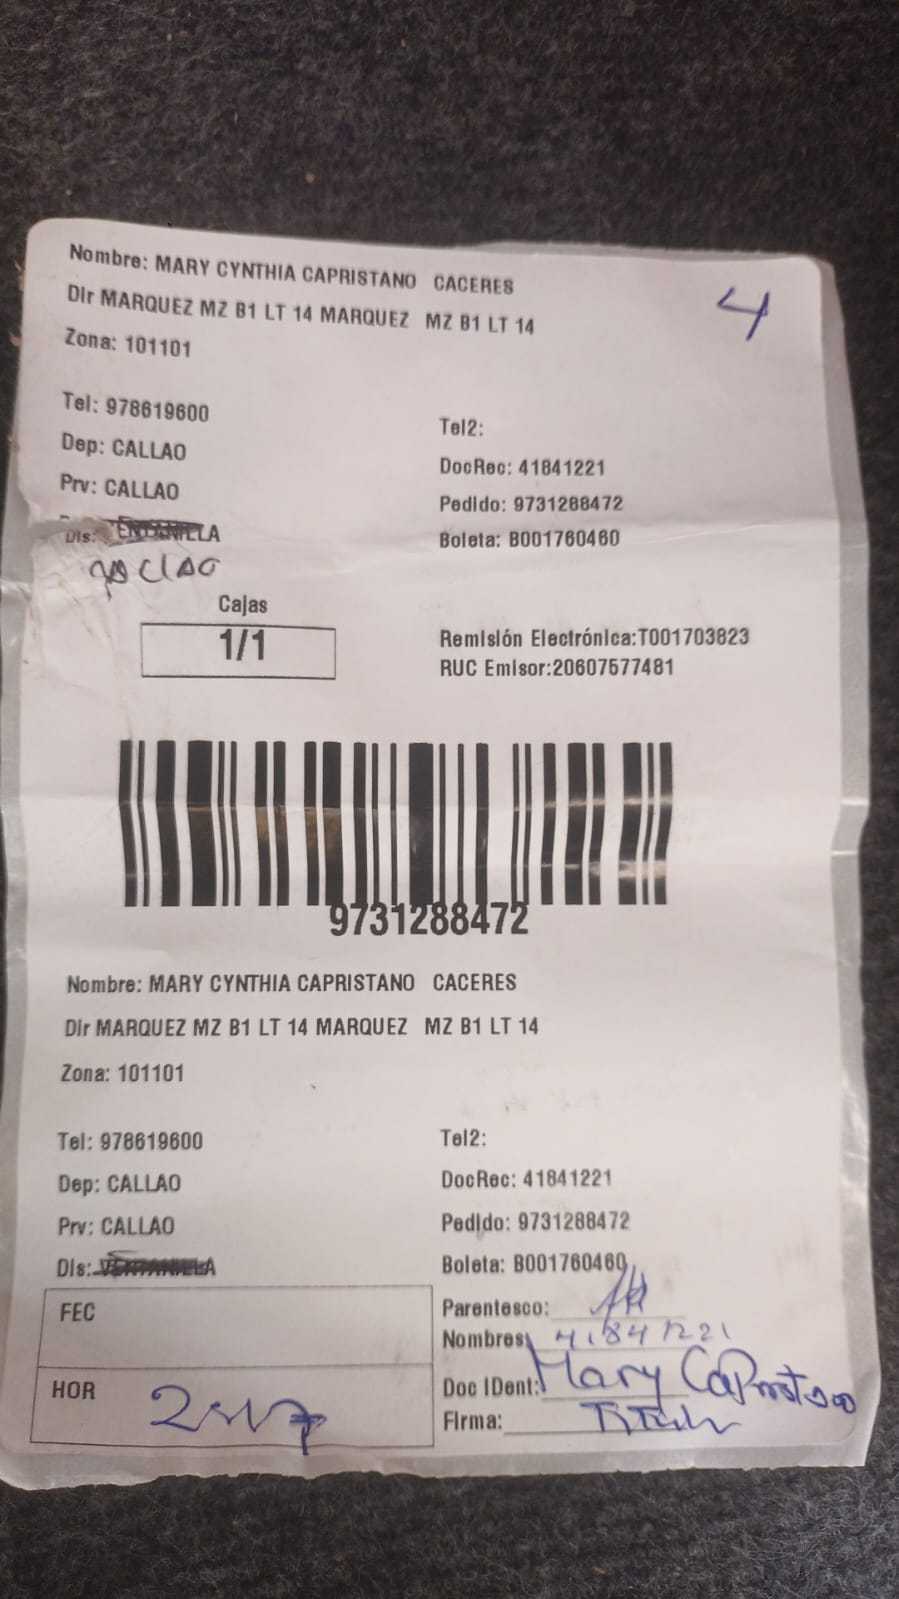 Nombre: MARY CYNTHIA CAPRISTANO CACERES
4
Dir MARQUEZ MZ B1 LT 14 MARQUEZ MZ B1 LT 14
Zona: 101101
Tel: 978619600
Tel2:
Dep: CALLAO
DocRec: 41841221
Prv: CALLAO
Pedido: 9731288472
Dis:
Boleta: B001760460
Cajas
1/1
Remisión Electrónica:T001703823
RUC Emisor:20607577481
9731288472
Nombre: MARY CYNTHIA CAPRISTANO CACERES
Dir MARQUEZ MZ B1 LT 14 MARQUEZ MZ B1 LT 14
Zona: 101101
Tel: 978619600
Tel2:
Dep: CALLAO
DocRec: 41841221
Prv: CALLAO
Pedido: 9731288472
Dis: VENTANILLA
Boleta: B001760460
FEC
Parentesco:
Nombres: 41841221
HOR
Doc IDent: Mary Capristano
Firma: